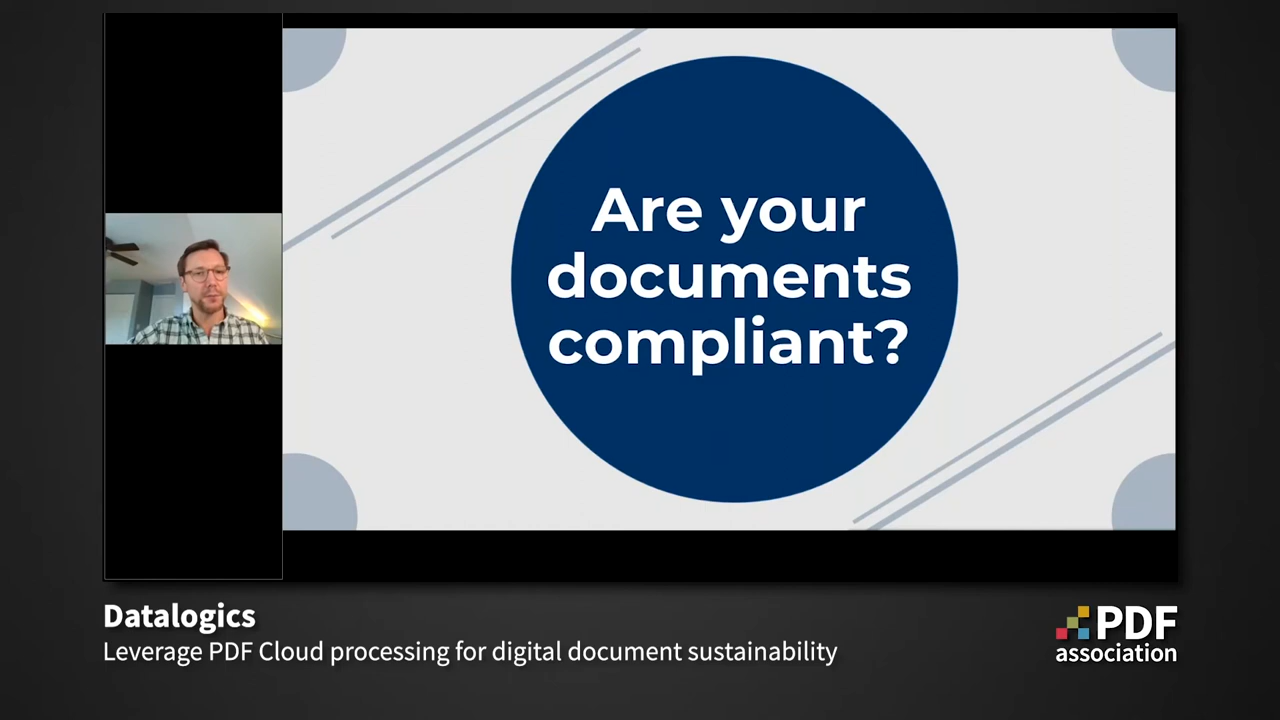 Are your
documents
compliant?
Datalogics
Leverage PDF Cloud processing for digital document sustainability
PDF
association